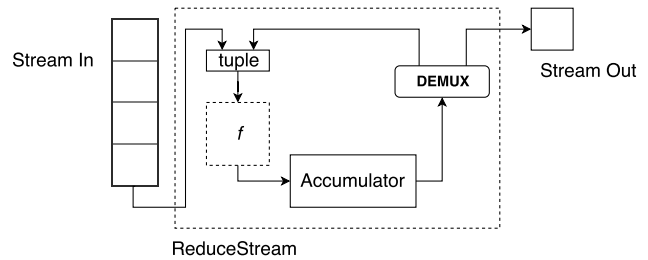 Stream In
tuple
DEMUX
Stream Out
f
Accumulator
ReduceStream